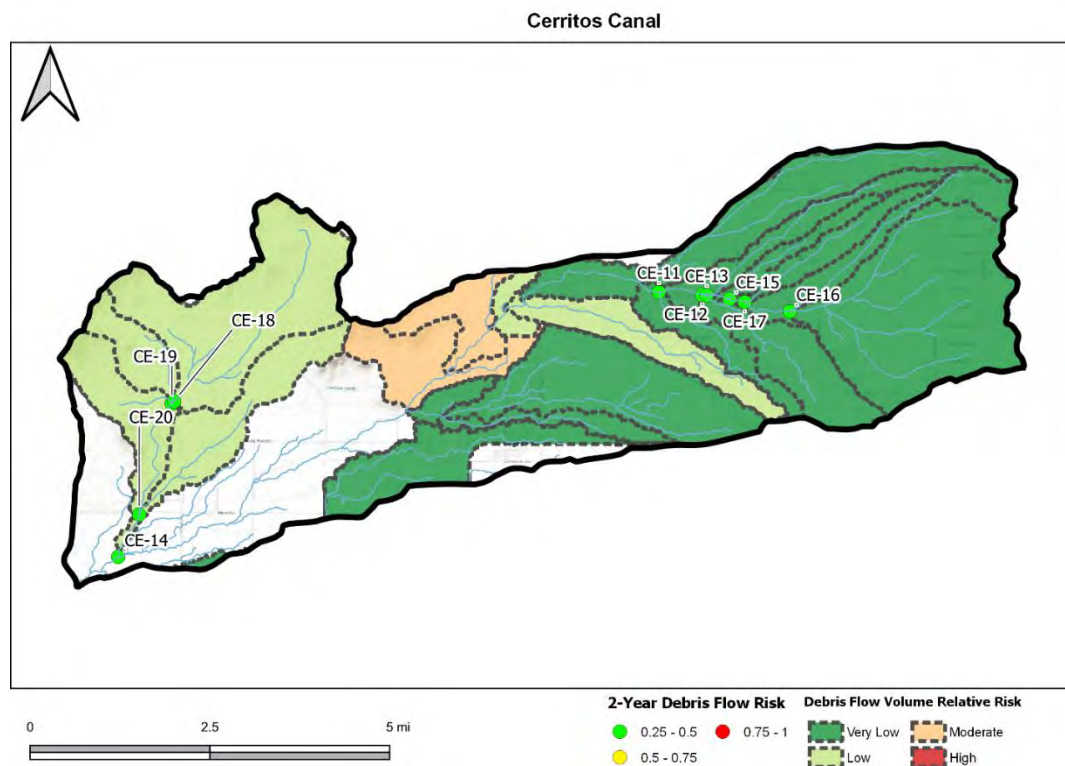 Cerritos Canal
CE-11
CE-13
CE-15
CE-16
CE-12
CE-17
CE-18
CE-19
CE-20
CE-14
0 2.5 5 mi
2-Year Debris Flow Risk
0.25 - 0.5
0.75 - 1
0.5 - 0.75
Debris Flow Volume Relative Risk
Very Low
Moderate
Low
High